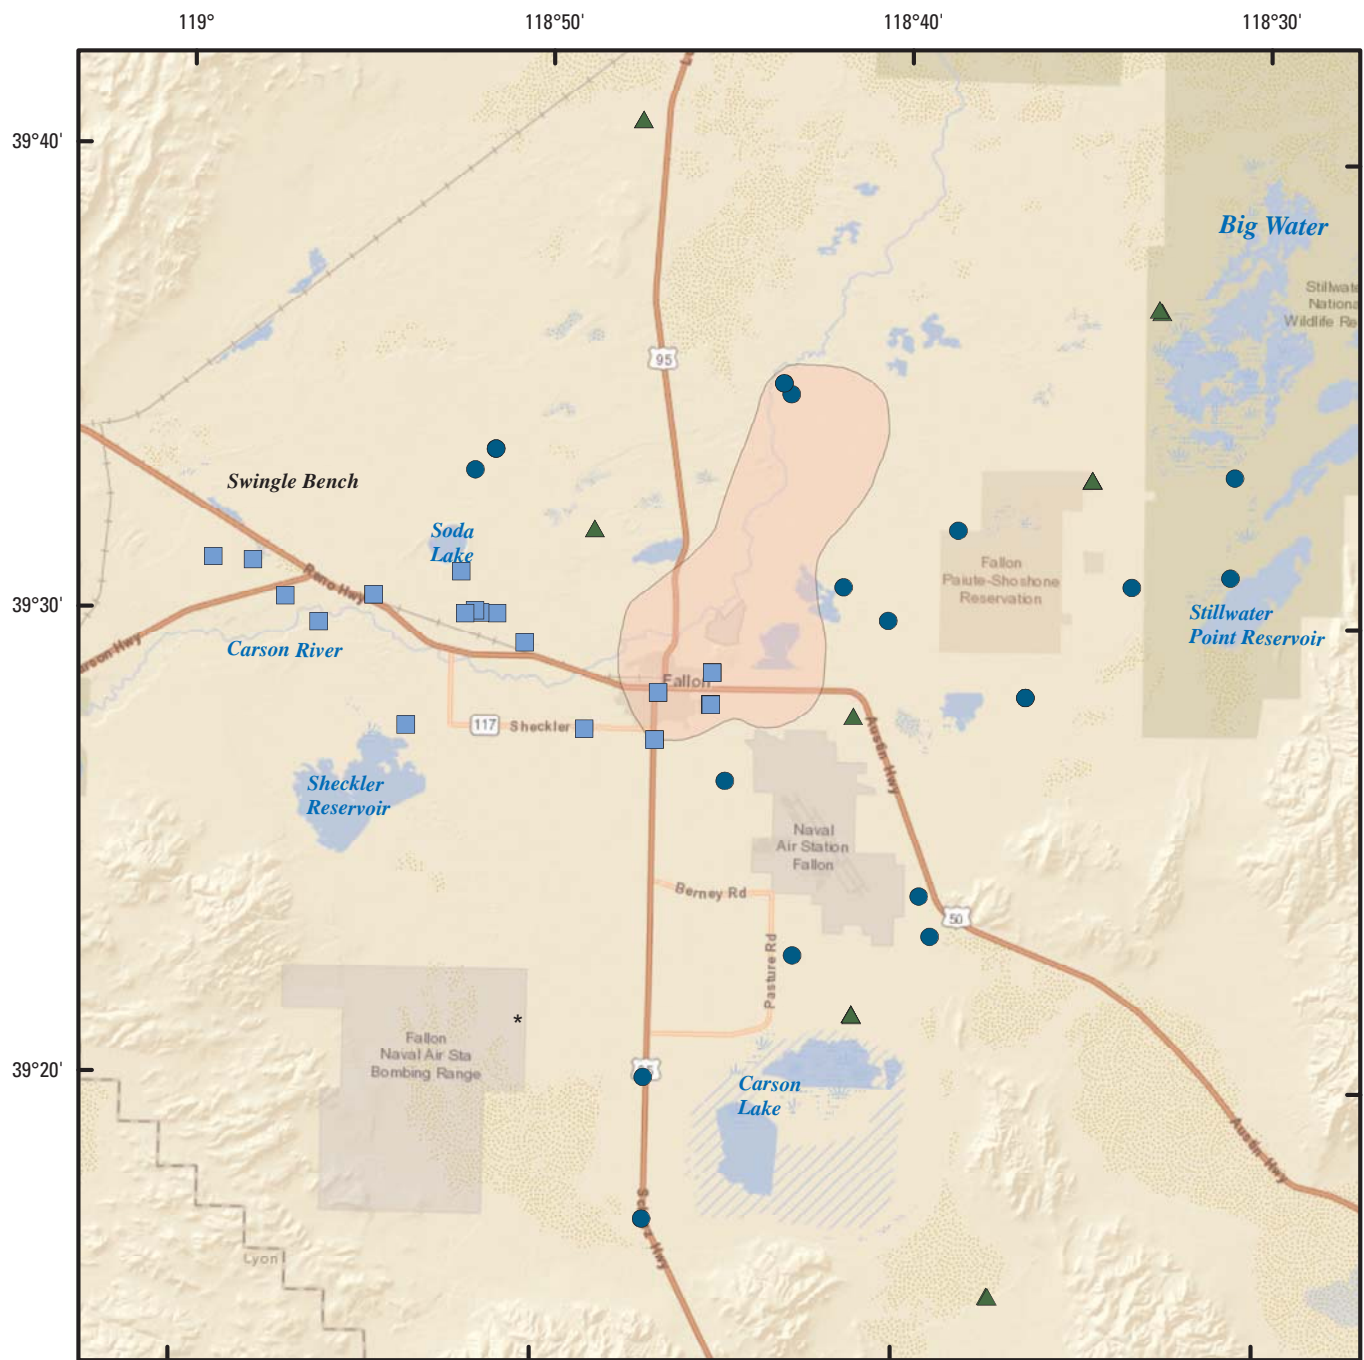 119°
118°50'
118°40'
118°30'
39°40'
Big Water
Stillwate
Nationa
Wildlife Re
95
Swingle Bench
Soda
Lake
Reno Hwy
Fallon
Paiute-Shoshone
Reservation
39°30'
Stillwater
Point Reservoir
arson Hwy
Carson River
Fallon
117
Sheckler
Austin Hwy
Sheckler
Reservoir
Naval
Air Station
Fallon
Berney Rd
50
Pasture Rd
*
Fallon
Naval Air Sta
Bombing Range
39°20'
Carson
Lake
Austin Hwy
Hwy
Lyon